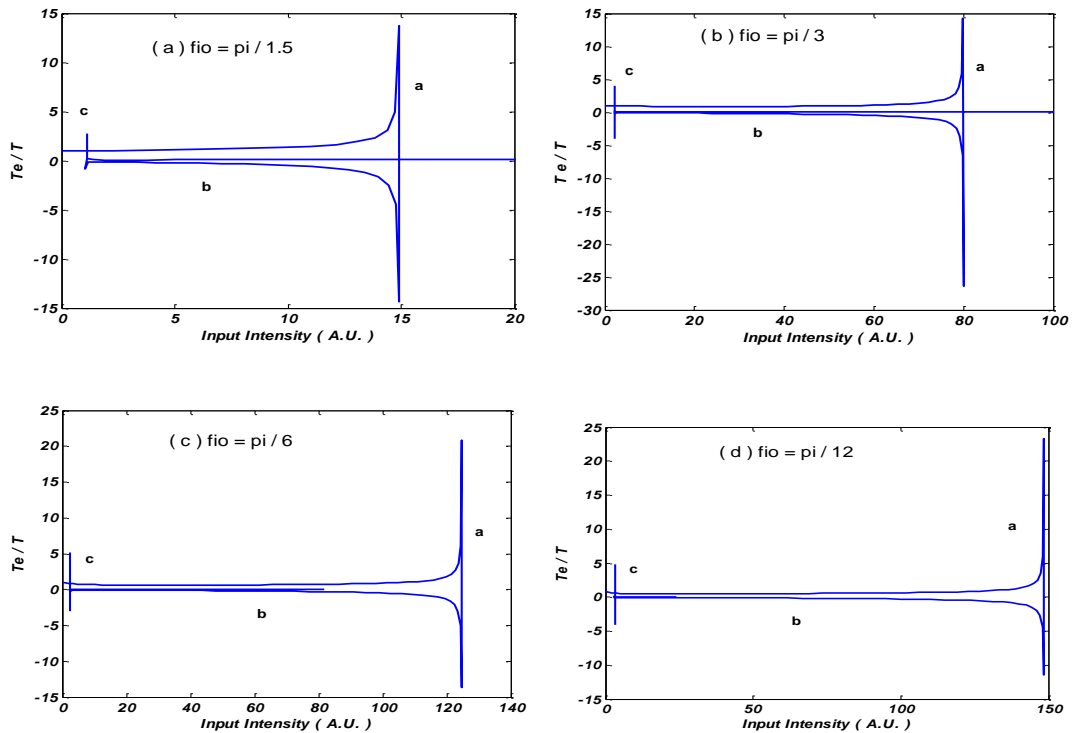 15
10
5
0
-5
-10
-15
Te / T
( a ) fio = pi / 1.5
c
a
b
0 5 10 15 20
Input Intensity ( A.U. )
15
10
5
0
-5
-10
-15
-20
-25
-30
T e / T
( b ) fio = pi / 3
c
a
b
0 20 40 60 80 100
Input Intensity ( A.U. )
25
20
15
10
5
0
-5
-10
-15
Te / T
( c ) fio = pi / 6
a
c
b
0 20 40 60 80 100 120 140
Input Intensity ( A.U. )
25
20
15
10
5
0
-5
-10
-15
Te / T
( d ) fio = pi / 12
a
c
b
0 50 100 150
Input Intensity ( A.U. )